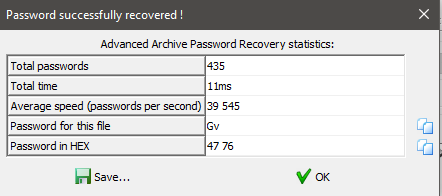 Password successfully recovered !
Advanced Archive Password Recovery statistics:
Total passwords 435
Total time 11ms
Average speed (passwords per second) 39 545
Password for this file Gv
Password in HEX 47 76
Save... OK